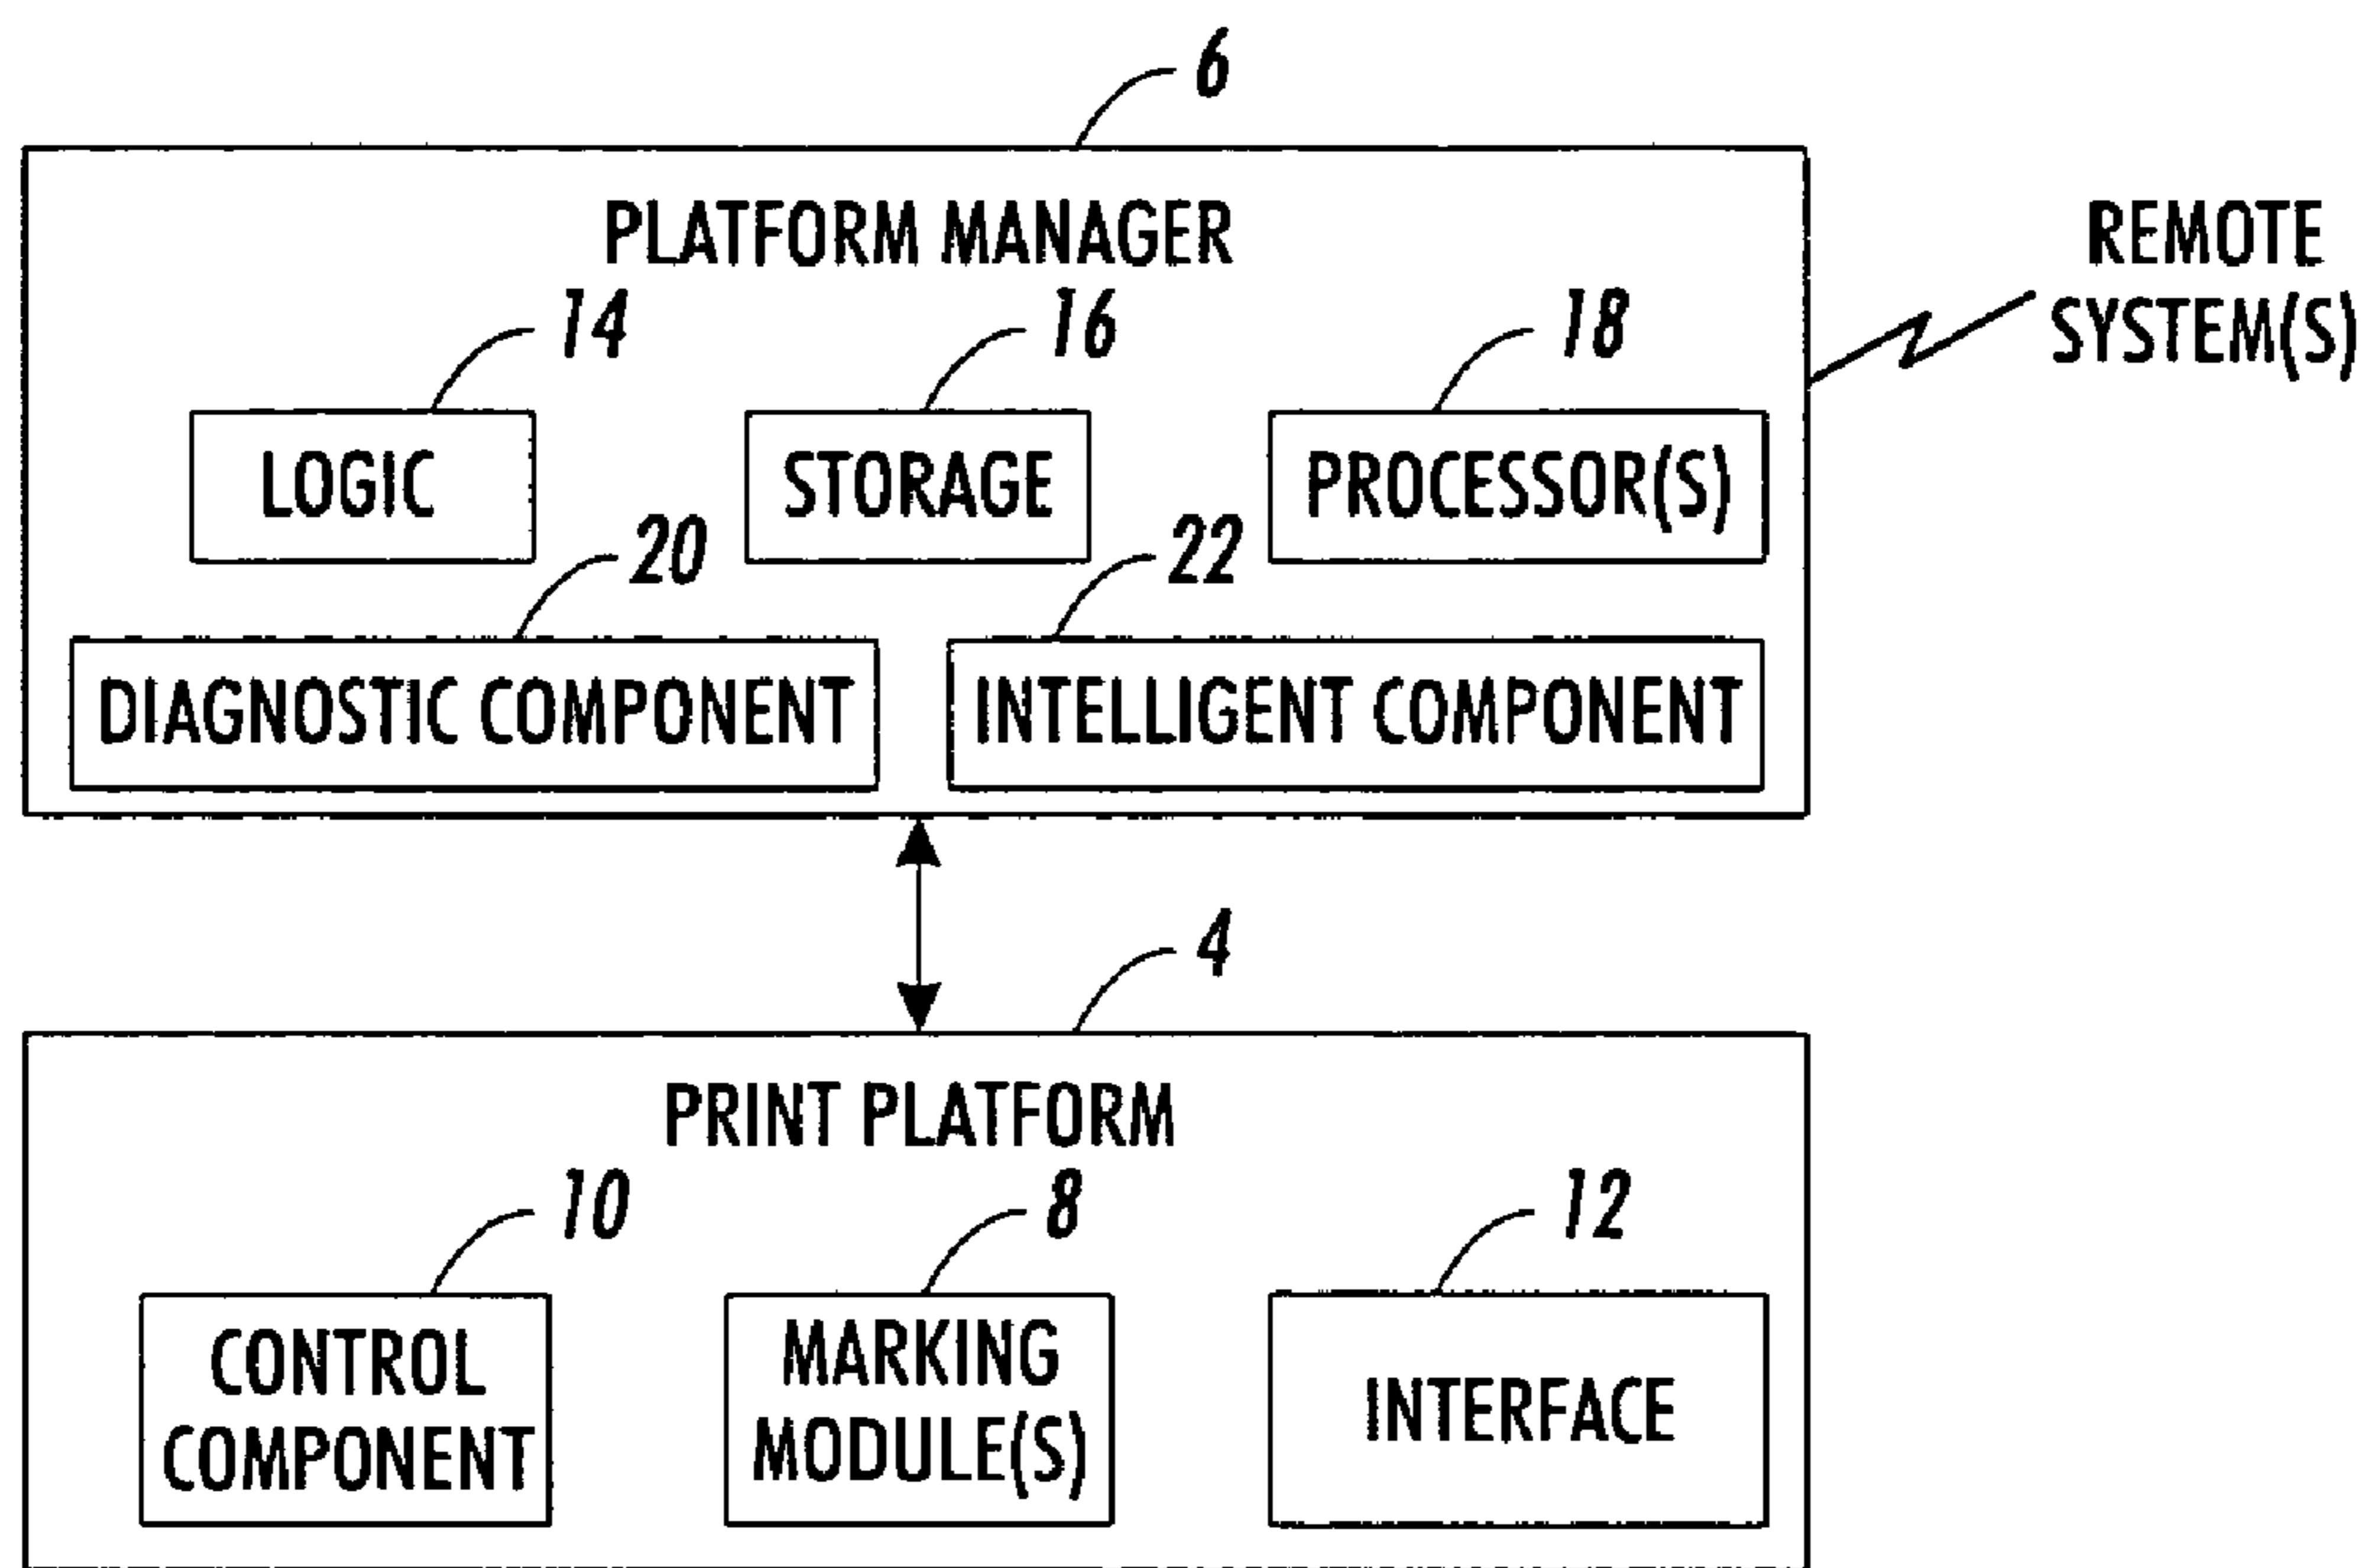 6
PLATFORM MANAGER
REMOTE
SYSTEM(S)
14
16
18
LOGIC
STORAGE
PROCESSOR(S)
20
22
DIAGNOSTIC COMPONENT
INTELLIGENT COMPONENT
4
PRINT PLATFORM
10
8
12
CONTROL
COMPONENT
MARKING
MODULE(S)
INTERFACE